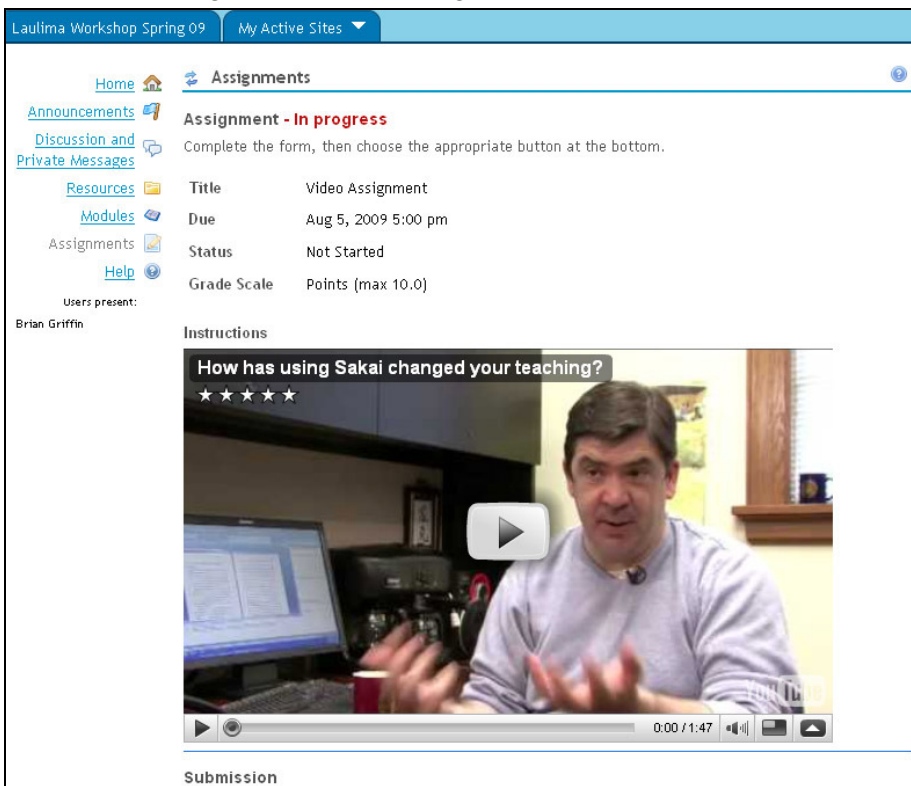 Laulima Workshop Spring 09
My Active Sites
Home
Announcements
Discussion and
Private Messages
Resources
Modules
Assignments
Help
Users present:
Brian Griffin
Assignments
Assignment - In progress
Complete the form, then choose the appropriate button at the bottom.
Title Video Assignment
Due Aug 5, 2009 5:00 pm
Status Not Started
Grade Scale Points (max 10.0)
Instructions
How has using Sakai changed your teaching?
YouTube
0:00 / 1:47
Submission